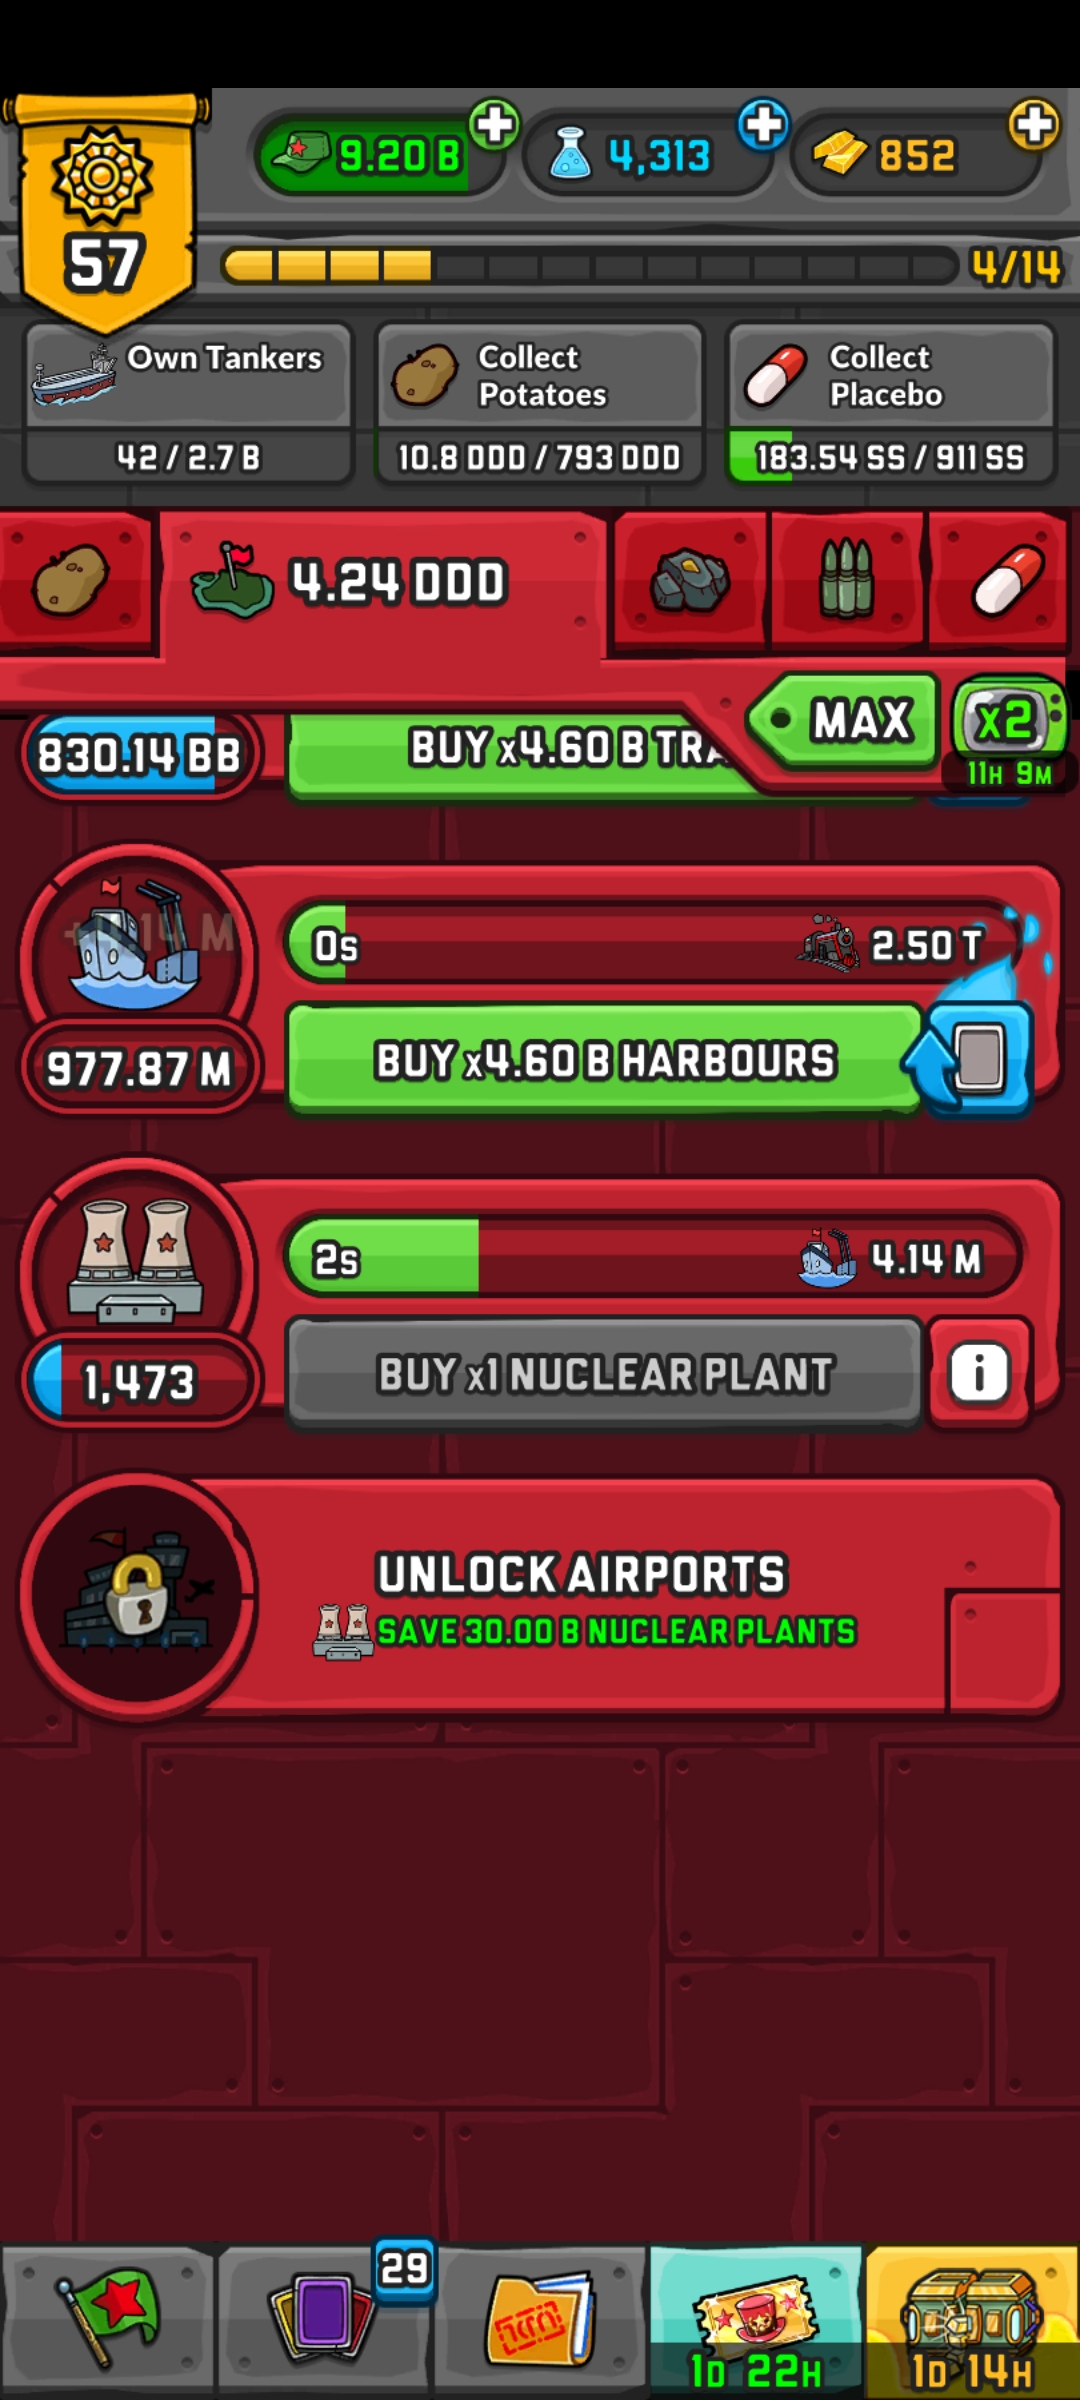 9.20 B
4,313
852
57
4/14
Own Tankers
42 / 2.7 B
Collect
Potatoes
10.8 DDD / 793 DDD
Collect
Placebo
183.54 SS / 911 SS
4.24 DDD
MAX
x2
11H 9M
830.14 BB
BUY x4.60 B
0s
2.50 T
977.87 M
BUY x4.60 B HARBOURS
2s
4.14 M
1,473
BUY x1 NUCLEAR PLANT
i
UNLOCK AIRPORTS
SAVE 30.00 B NUCLEAR PLANTS
29
1D 22H
1D 14H